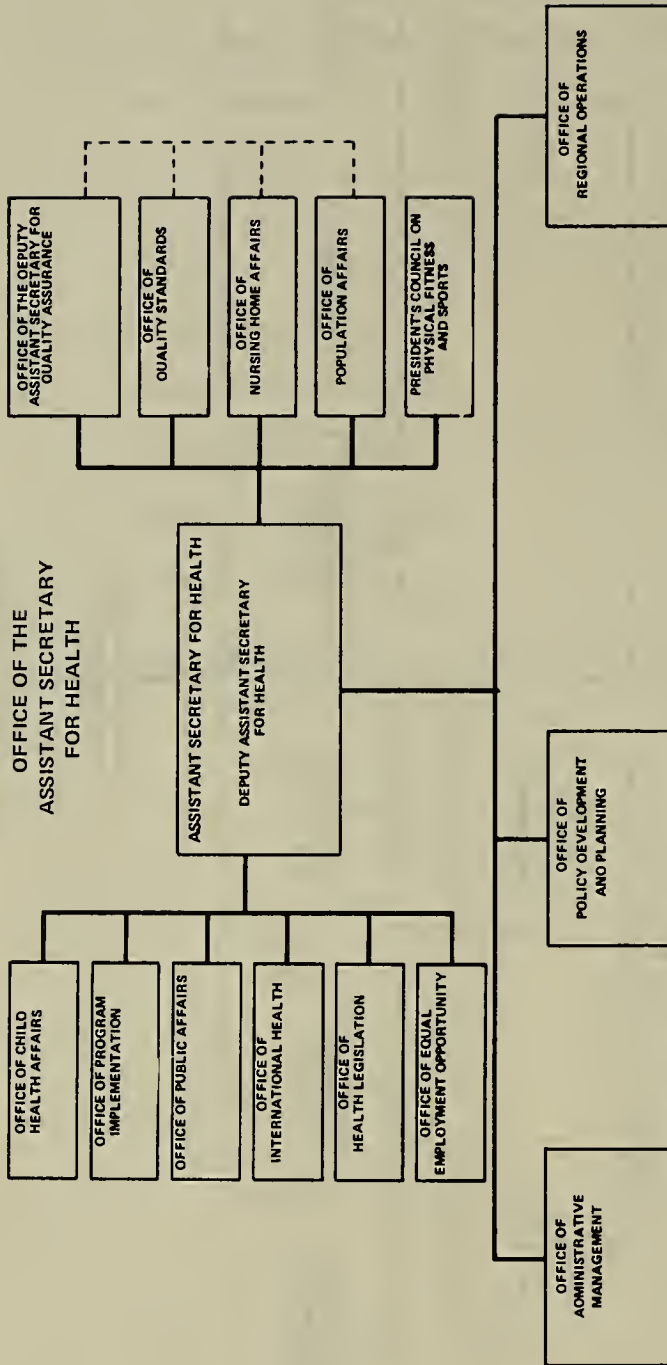 OFFICE OF THE
ASSISTANT SECRETARY
FOR HEALTH
ASSISTANT SECRETARY FOR HEALTH
DEPUTY ASSISTANT SECRETARY
FOR HEALTH
OFFICE OF CHILD
HEALTH AFFAIRS
OFFICE OF PROGRAM
IMPLEMENTATION
OFFICE OF PUBLIC AFFAIRS
OFFICE OF
INTERNATIONAL HEALTH
OFFICE OF
HEALTH LEGISLATION
OFFICE OF EQUAL
EMPLOYMENT OPPORTUNITY
OFFICE OF THE DEPUTY
ASSISTANT SECRETARY FOR
QUALITY ASSURANCE
OFFICE OF
QUALITY STANDARDS
OFFICE OF
NURSING HOME AFFAIRS
OFFICE OF
POPULATION AFFAIRS
PRESIDENT'S COUNCIL ON
PHYSICAL FITNESS
AND SPORTS
OFFICE OF
ADMINISTRATIVE
MANAGEMENT
OFFICE OF
POLICY DEVELOPMENT
AND PLANNING
OFFICE OF
REGIONAL OPERATIONS